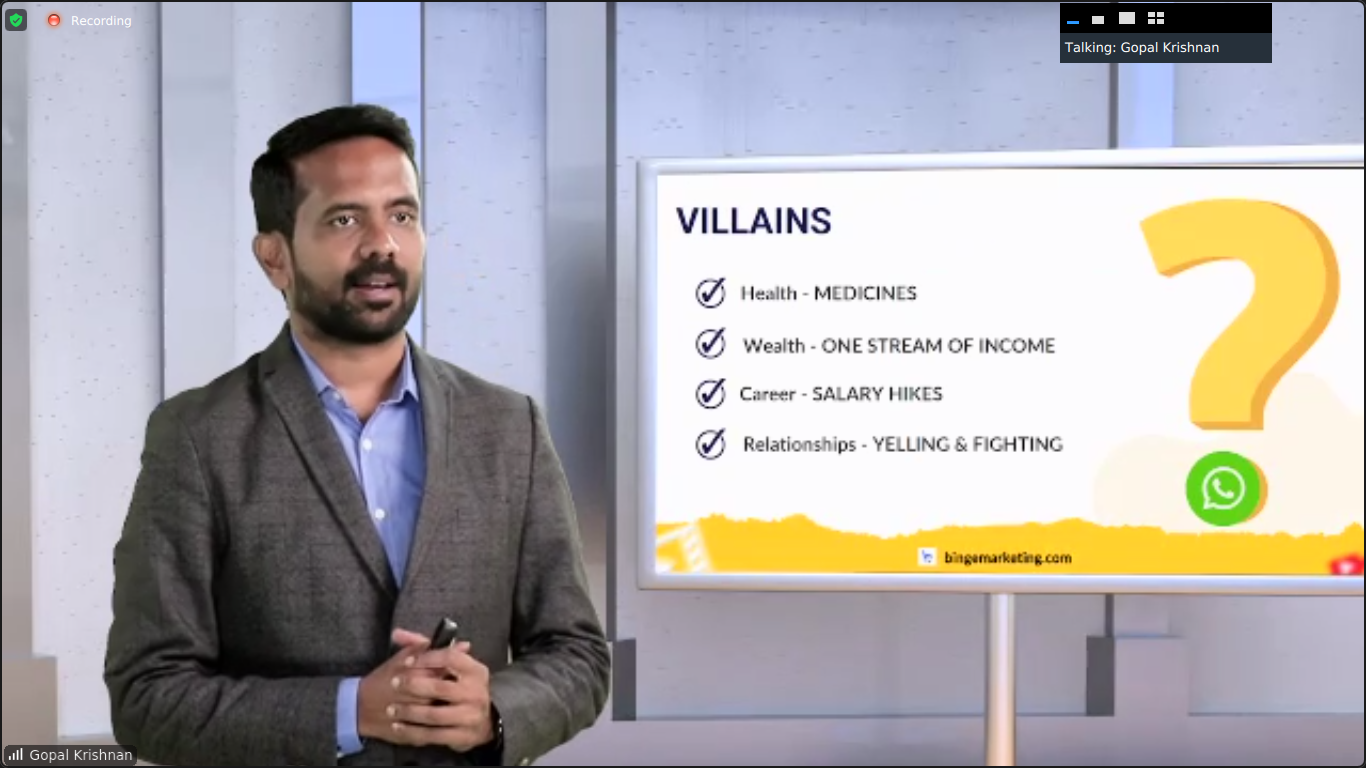 Recording
Talking: Gopal Krishnan
VILLAINS
Health - MEDICINES
Wealth - ONE STREAM OF INCOME
Career - SALARY HIKES
Relationships - YELLING & FIGHTING
bingemarketing.com
Gopal Krishnan